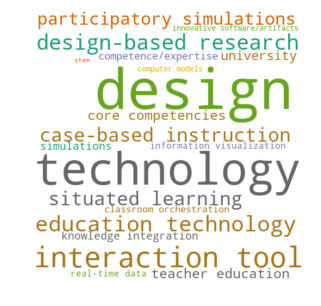 participatory simulations
innovative software/artifacts
design-based research
competence/expertise university
stem
computer models
design
core competencies
case-based instruction
simulations information visualization
technology
situated learning
classroom orchestration
education technology
knowledge integration
interaction tool
real-time data teacher education